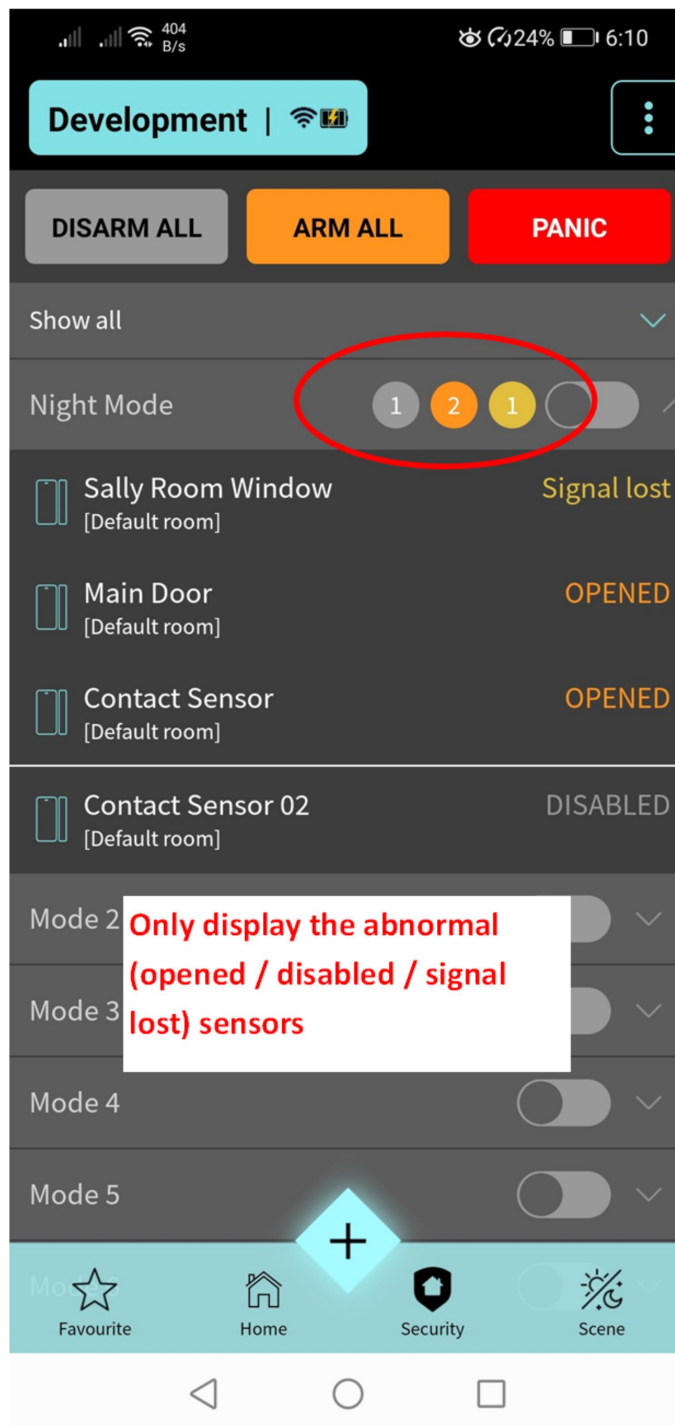 404
B/s
24%
6:10
Development |
DISARM ALL
ARM ALL
PANIC
Show all
Night Mode
1
2
1
Sally Room Window
Signal lost
[Default room]
Main Door
OPENED
[Default room]
Contact Sensor
OPENED
[Default room]
Contact Sensor 02
DISABLED
[Default room]
Mode 2
Only display the abnormal
(opened / disabled / signal
lost) sensors
Mode 3
Mode 4
Mode 5
Favourite
Home
Security
Scene